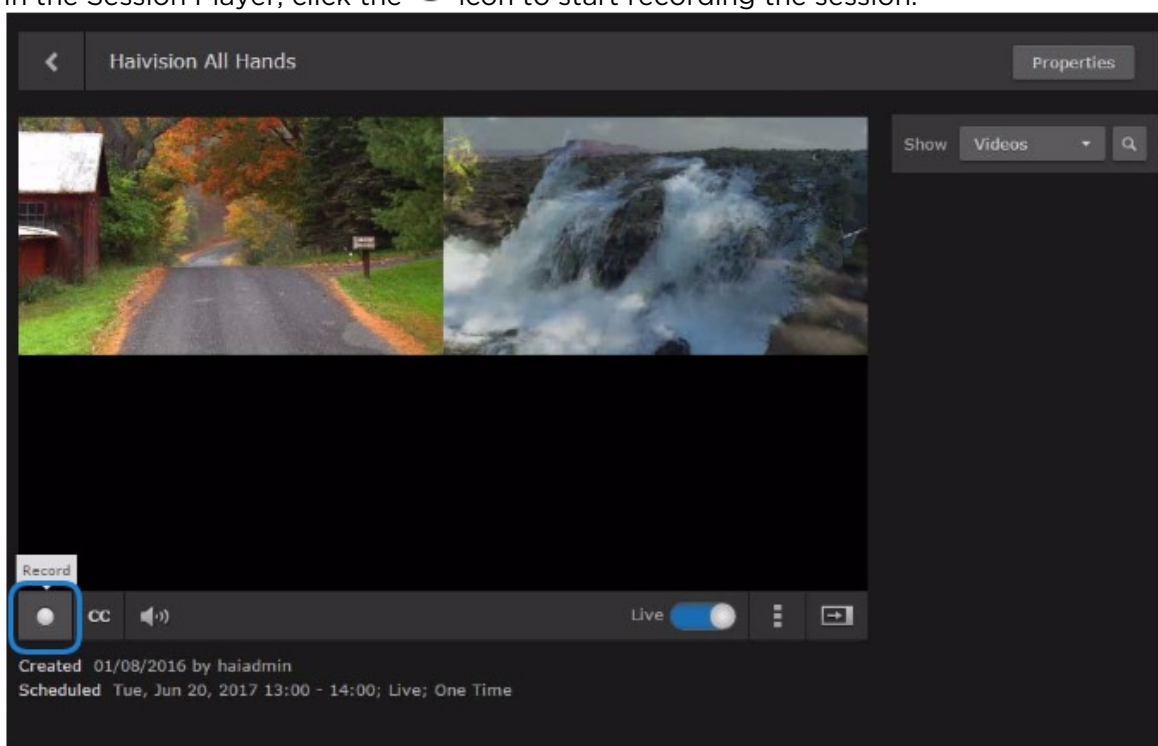 In the Session Player, click the icon to start recording the session.
Haivision All Hands
Properties
Show Videos
Record
CC
Live
Created 01/08/2016 by haiadmin
Scheduled Tue, Jun 20, 2017 13:00 - 14:00; Live; One Time